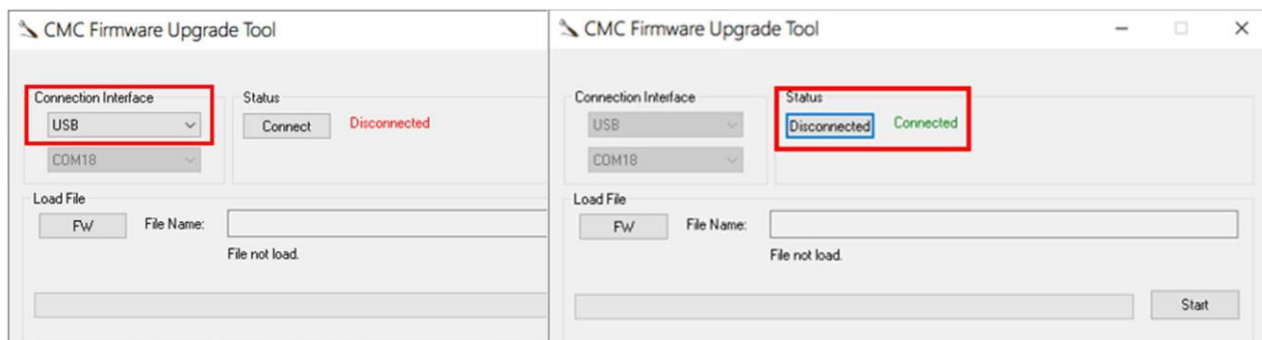 CMC Firmware Upgrade Tool
Connection Interface
USB
COM18
Status
Connect Disconnected
Load File
FW File Name:
File not load.
CMC Firmware Upgrade Tool
Connection Interface
USB
COM18
Status
Disconnected Connected
Load File
FW File Name:
File not load.
Start